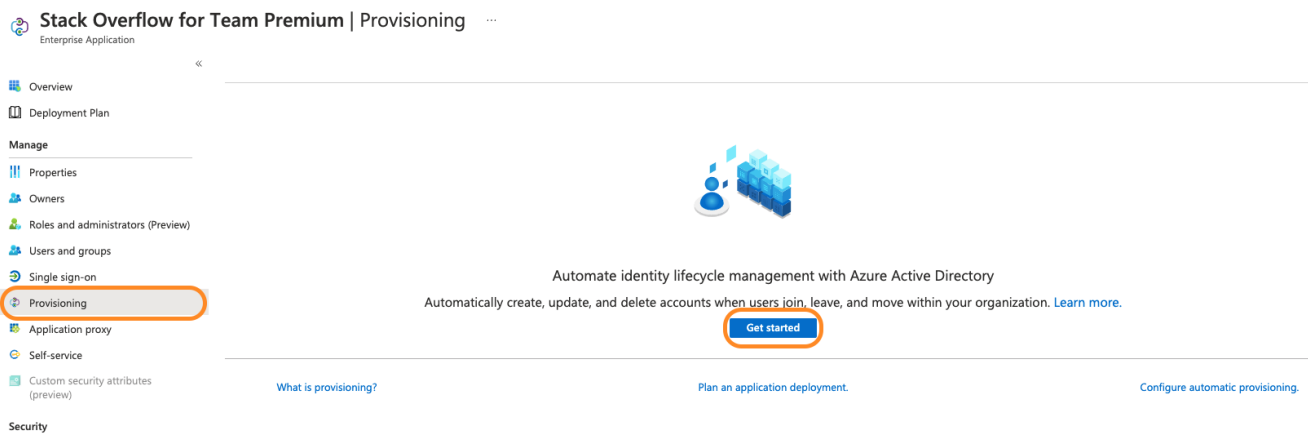 Stack Overflow for Team Premium | Provisioning ...
Enterprise Application
«
Overview
Deployment Plan
Manage
Properties
Owners
Roles and administrators (Preview)
Users and groups
Single sign-on
Provisioning
Application proxy
Self-service
Custom security attributes
(preview)
Security
Automate identity lifecycle management with Azure Active Directory
Automatically create, update, and delete accounts when users join, leave, and move within your organization. Learn more.
Get started
What is provisioning?
Plan an application deployment.
Configure automatic provisioning.